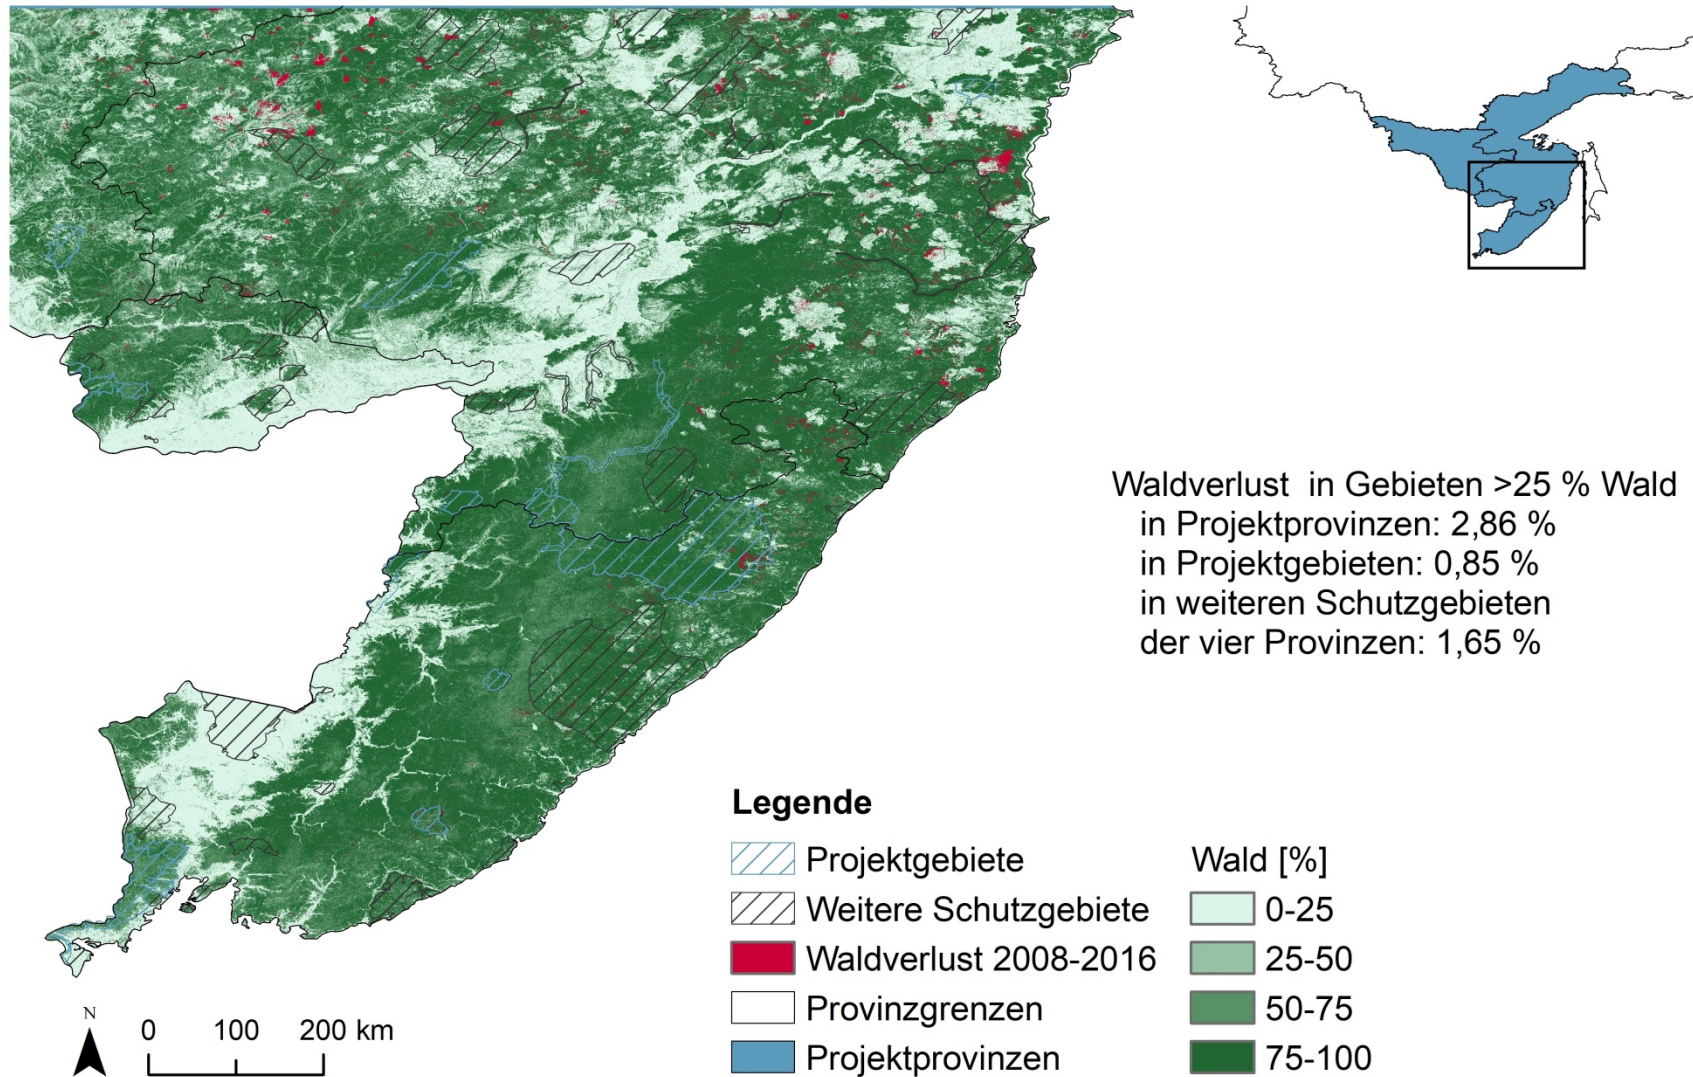 Waldverlust in Gebieten >25 % Wald
in Projektprovinzen: 2,86 %
in Projektgebieten: 0,85 %
in weiteren Schutzgebieten
der vier Provinzen: 1,65 %
Legende
Projektgebiete
Weitere Schutzgebiete
Waldverlust 2008-2016
Provinzgrenzen
Projektprovinzen
Wald [%]
0-25
25-50
50-75
75-100
N
0 100 200 km